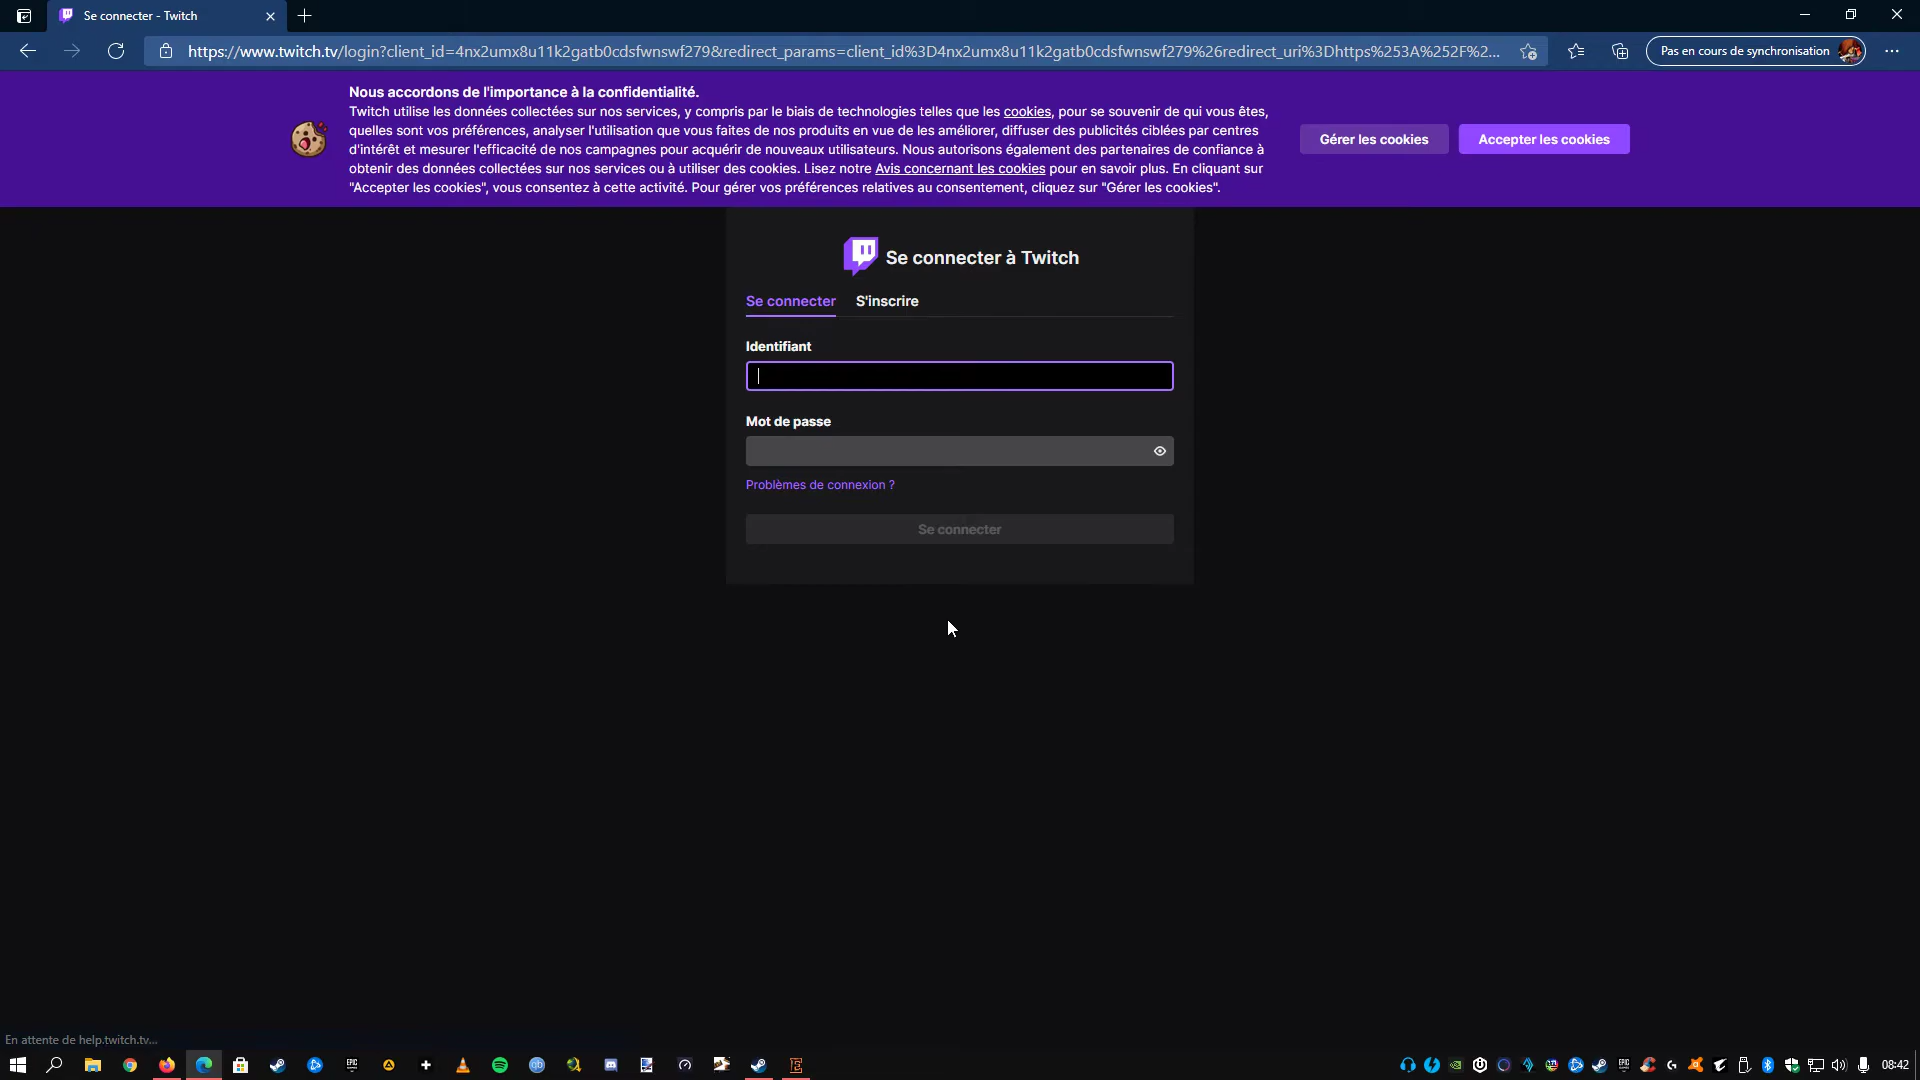 Se connecter - Twitch
https://www.twitch.tv/login?client_id=4nx2umx8u11k2gatb0cdsfwnswf279&redirect_params=client_id%3D4nx2umx8u11k2gatb0cdsfwnswf279%26redirect_uri%3Dhttps%253A%252F%2...
Pas en cours de synchronisation
Nous accordons de l'importance à la confidentialité.
Twitch utilise les données collectées sur nos services, y compris par le biais de technologies telles que les cookies, pour se souvenir de qui vous êtes,
quelles sont vos préférences, analyser l'utilisation que vous faites de nos produits en vue de les améliorer, diffuser des publicités ciblées par centres
d'intérêt et mesurer l'efficacité de nos campagnes pour acquérir de nouveaux utilisateurs. Nous autorisons également des partenaires de confiance à
obtenir des données collectées sur nos services ou à utiliser des cookies. Lisez notre Avis concernant les cookies pour en savoir plus. En cliquant sur
"Accepter les cookies", vous consentez à cette activité. Pour gérer vos préférences relatives au consentement, cliquez sur "Gérer les cookies".
Gérer les cookies
Accepter les cookies
Se connecter à Twitch
Se connecter
S'inscrire
Identifiant
Mot de passe
Problèmes de connexion ?
Se connecter
En attente de help.twitch.tv...
EPIC
qb
EPIC
08:42